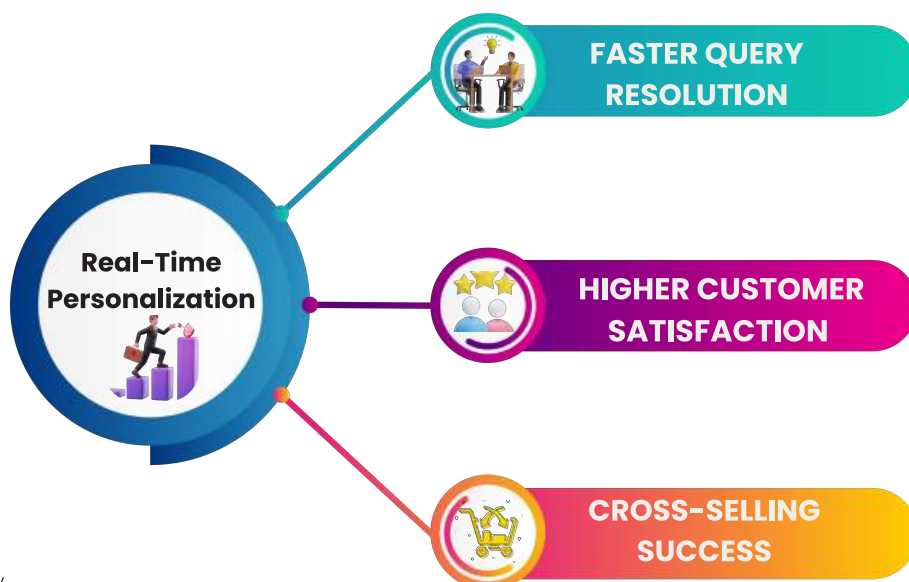 FASTER QUERY
RESOLUTION
Real-Time
Personalization
HIGHER CUSTOMER
SATISFACTION
CROSS-SELLING
SUCCESS